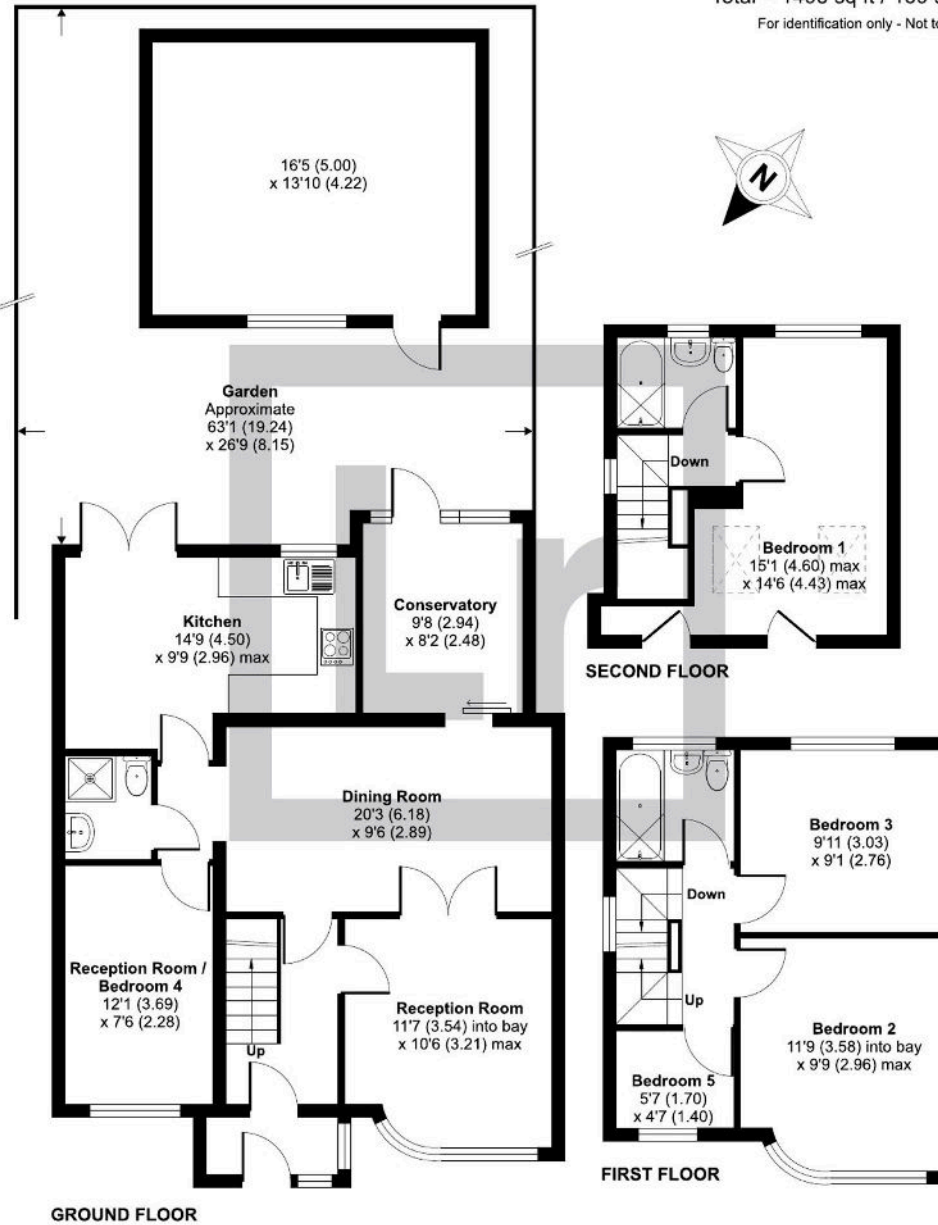 For identification only - Not to
16'5 (5.00)
x 13'10 (4.22)
N
Garden
Approximate
63'1 (19.24)
x 26'9 (8.15)
Down
Bedroom 1
15'1 (4.60) max
x 14'6 (4.43) max
SECOND FLOOR
Kitchen
14'9 (4.50)
x 9'9 (2.96) max
Conservatory
9'8 (2.94)
x 8'2 (2.48)
Dining Room
20'3 (6.18)
x 9'6 (2.89)
Bedroom 3
9'11 (3.03)
x 9'1 (2.76)
Down
Up
Reception Room /
Bedroom 4
12'1 (3.69)
x 7'6 (2.28)
Up
Reception Room
11'7 (3.54) into bay
x 10'6 (3.21) max
Bedroom 2
11'9 (3.58) into bay
x 9'9 (2.96) max
Bedroom 5
5'7 (1.70)
x 4'7 (1.40)
FIRST FLOOR
GROUND FLOOR